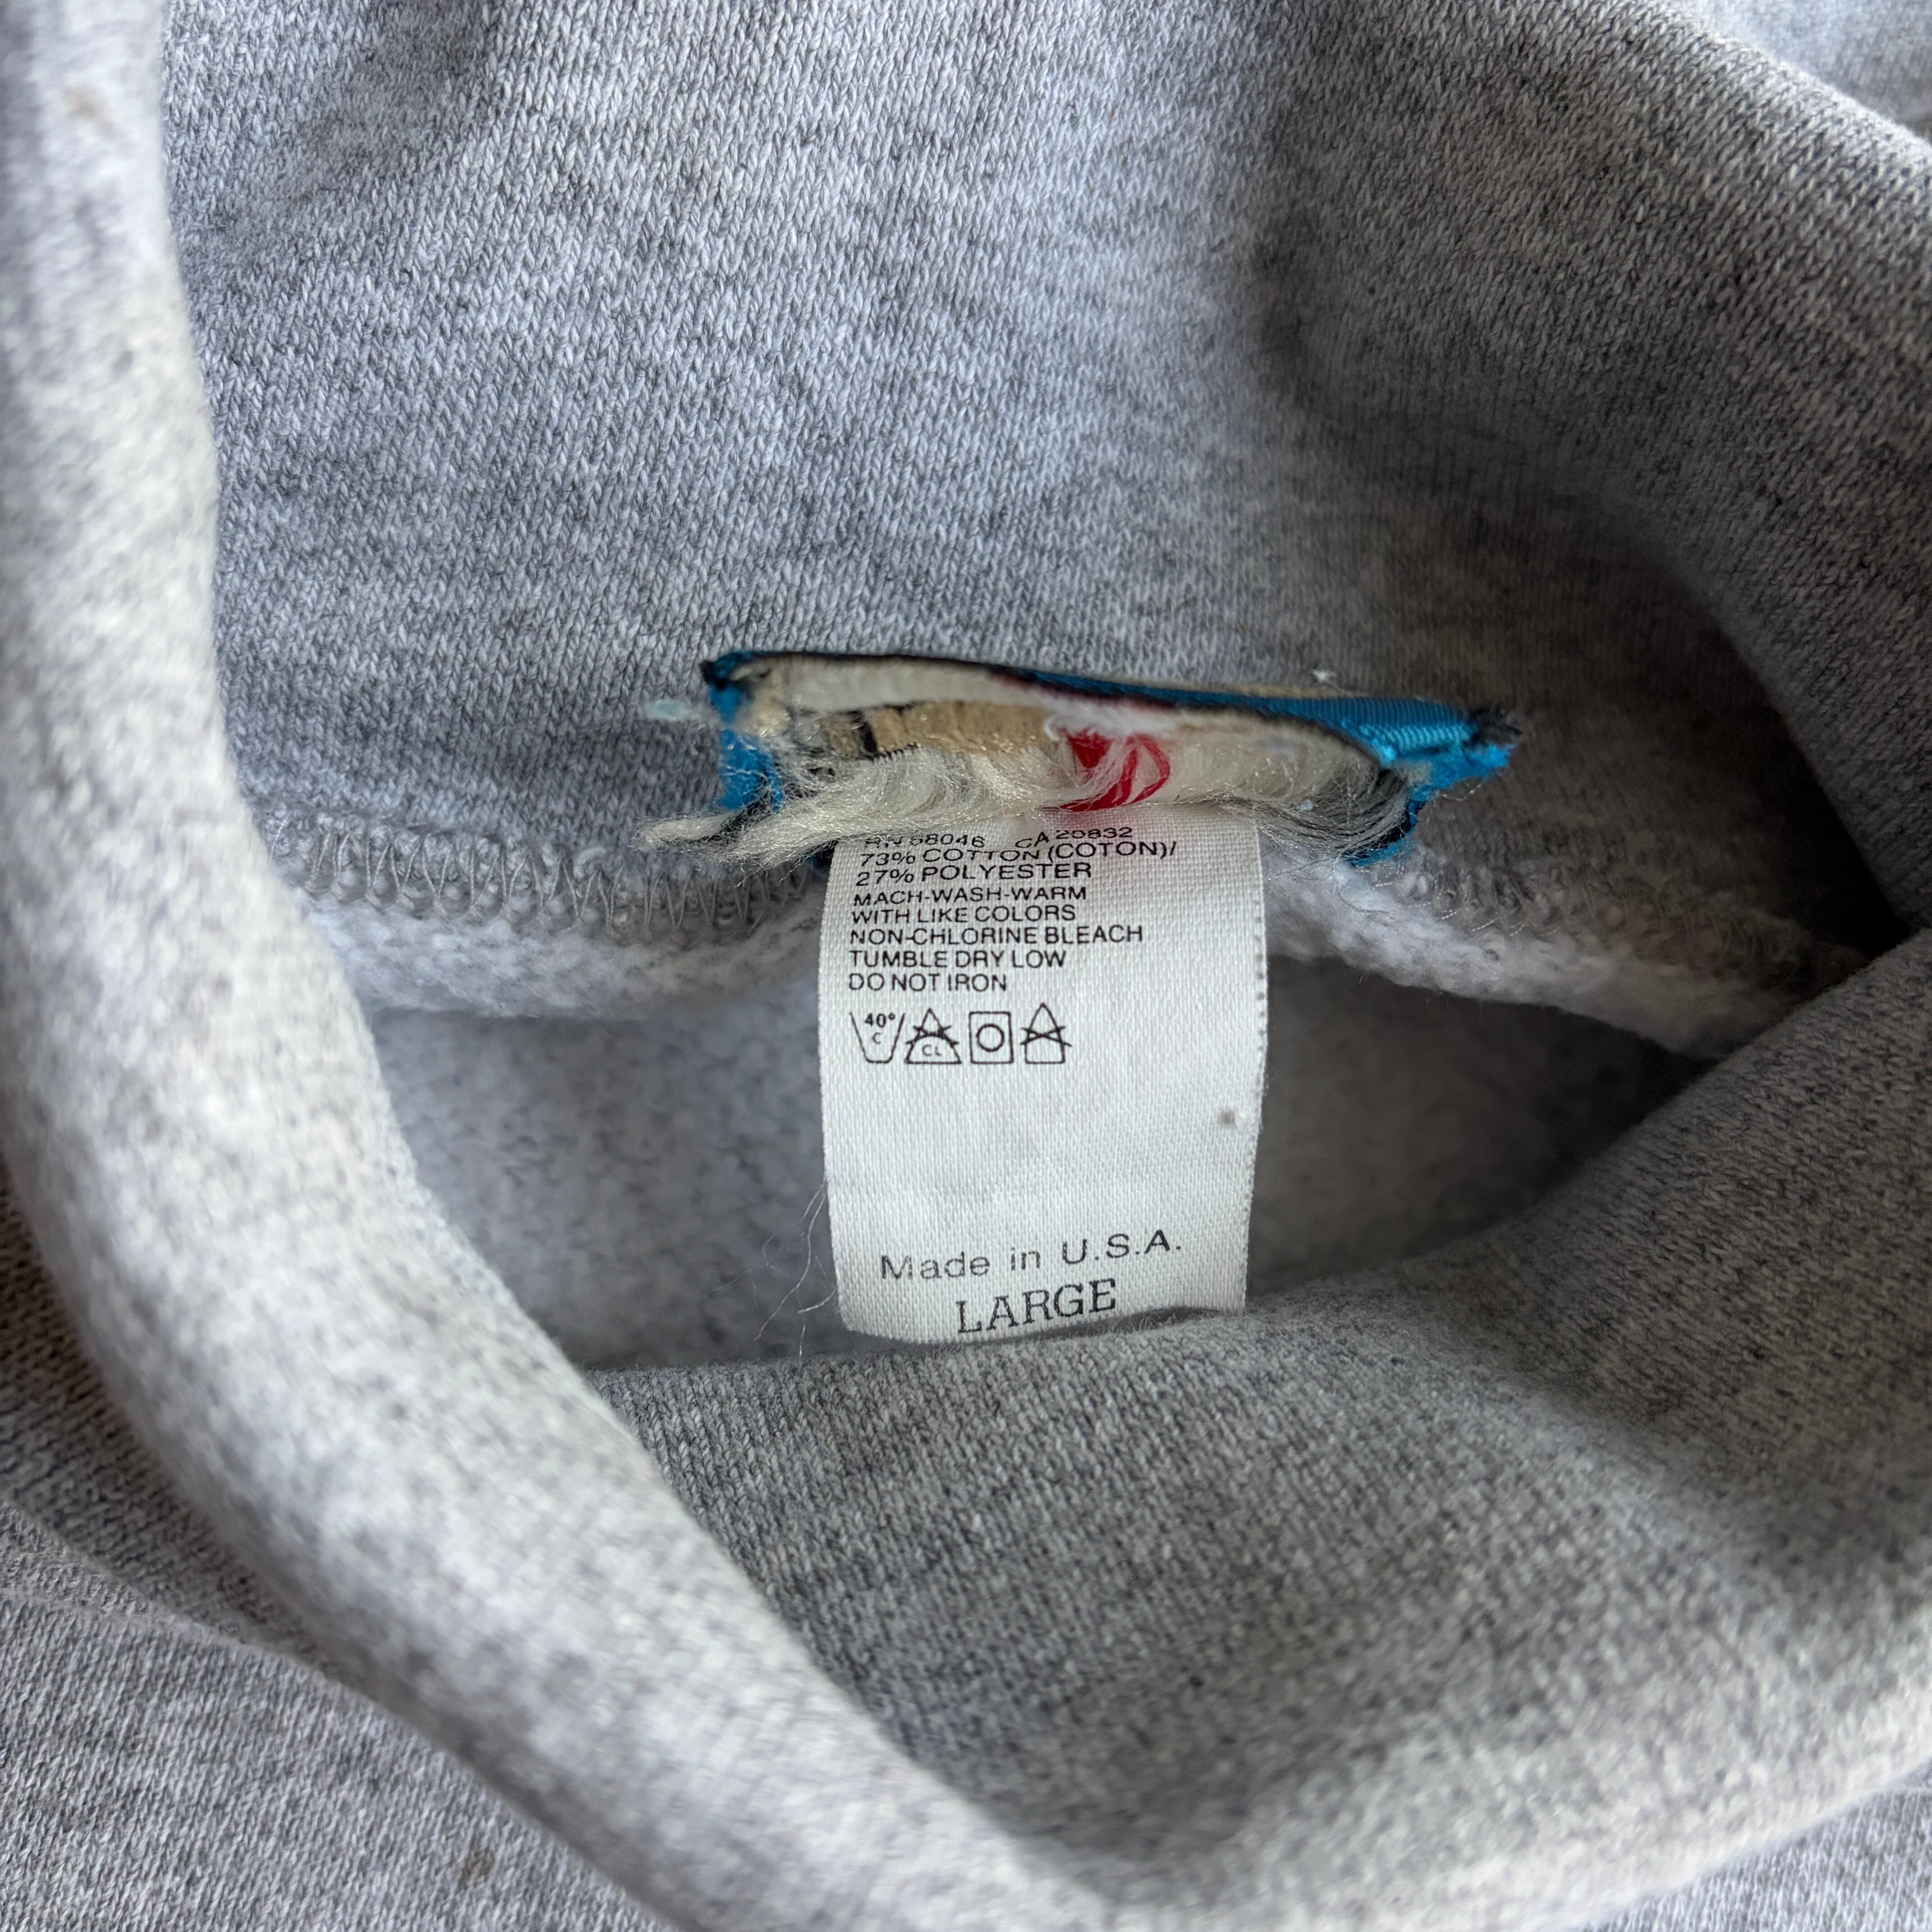 RN 68046 CA 20832
73% COTTON (COTON)/
27% POLYESTER
MACH-WASH-WARM
WITH LIKE COLORS
NON-CHLORINE BLEACH
TUMBLE DRY LOW
DO NOT IRON
40°
C
CL
Made in U.S.A.
LARGE